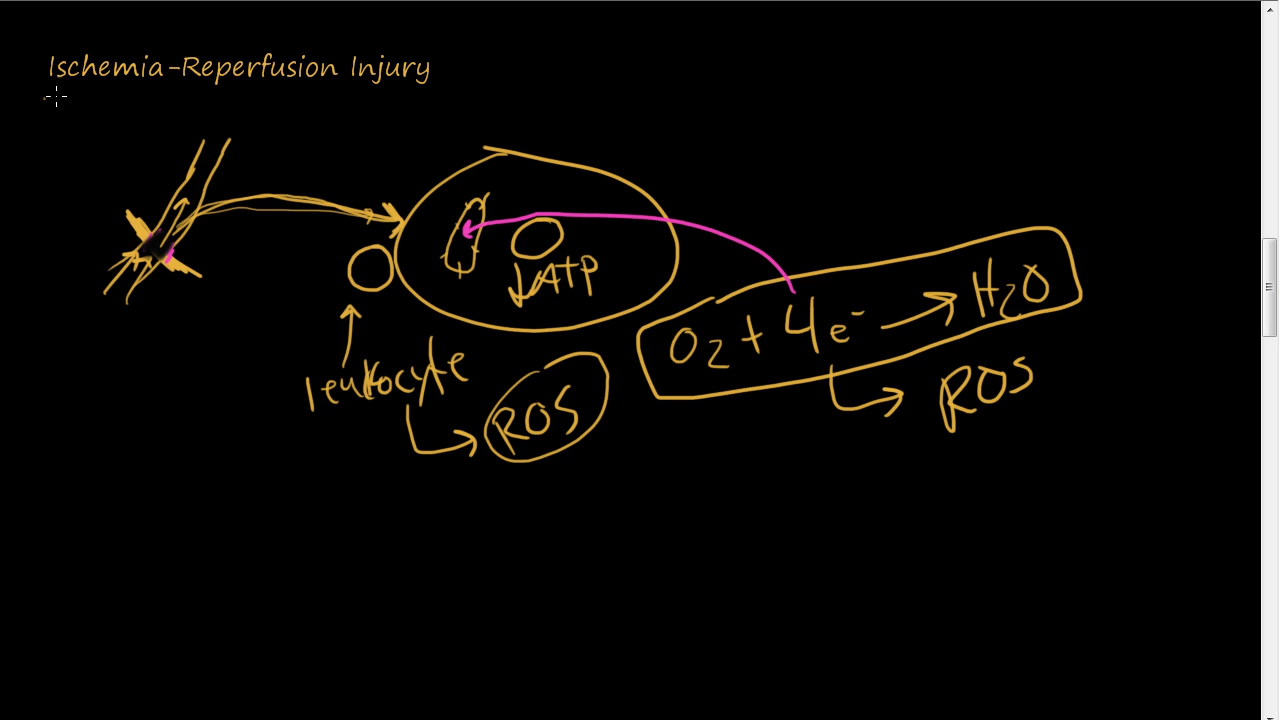 Ischemia-Reperfusion Injury
↓ATP
O2 + 4e- → H2O
leukocyte
ROS
ROS